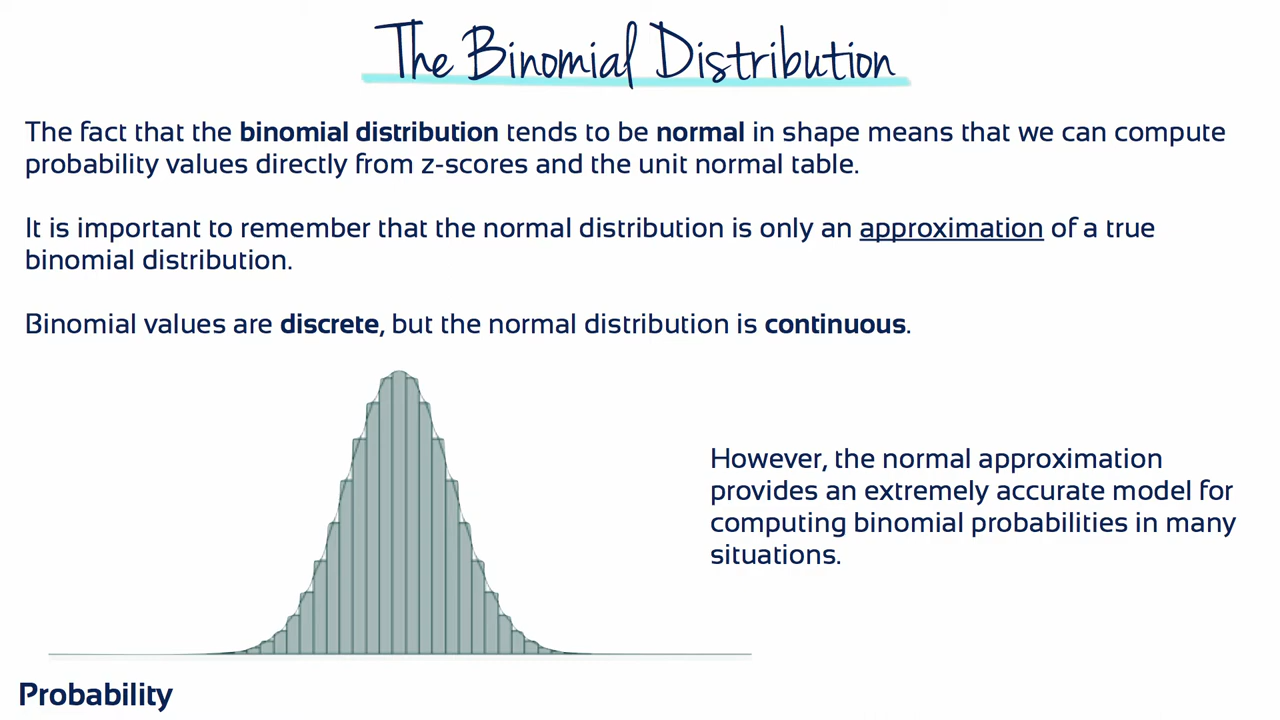 The Binomial Distribution
The fact that the binomial distribution tends to be normal in shape means that we can compute
probability values directly from z-scores and the unit normal table.
It is important to remember that the normal distribution is only an approximation of a true
binomial distribution.
Binomial values are discrete, but the normal distribution is continuous.
However, the normal approximation
provides an extremely accurate model for
computing binomial probabilities in many
situations.
Probability